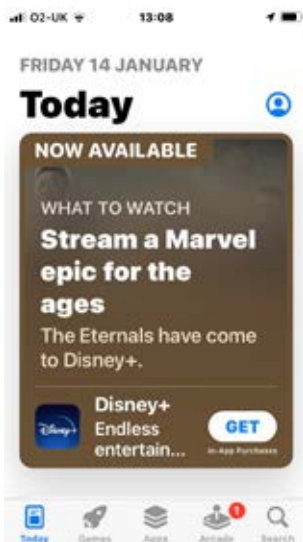 O2-UK 13:08
FRIDAY 14 JANUARY
Today
NOW AVAILABLE
WHAT TO WATCH
Stream a Marvel
epic for the
ages
The Eternals have come
to Disney+.
Disney+
Disney+
Endless
entertain...
GET
In-App Purchases
1
Today Games Apps Arcade Search